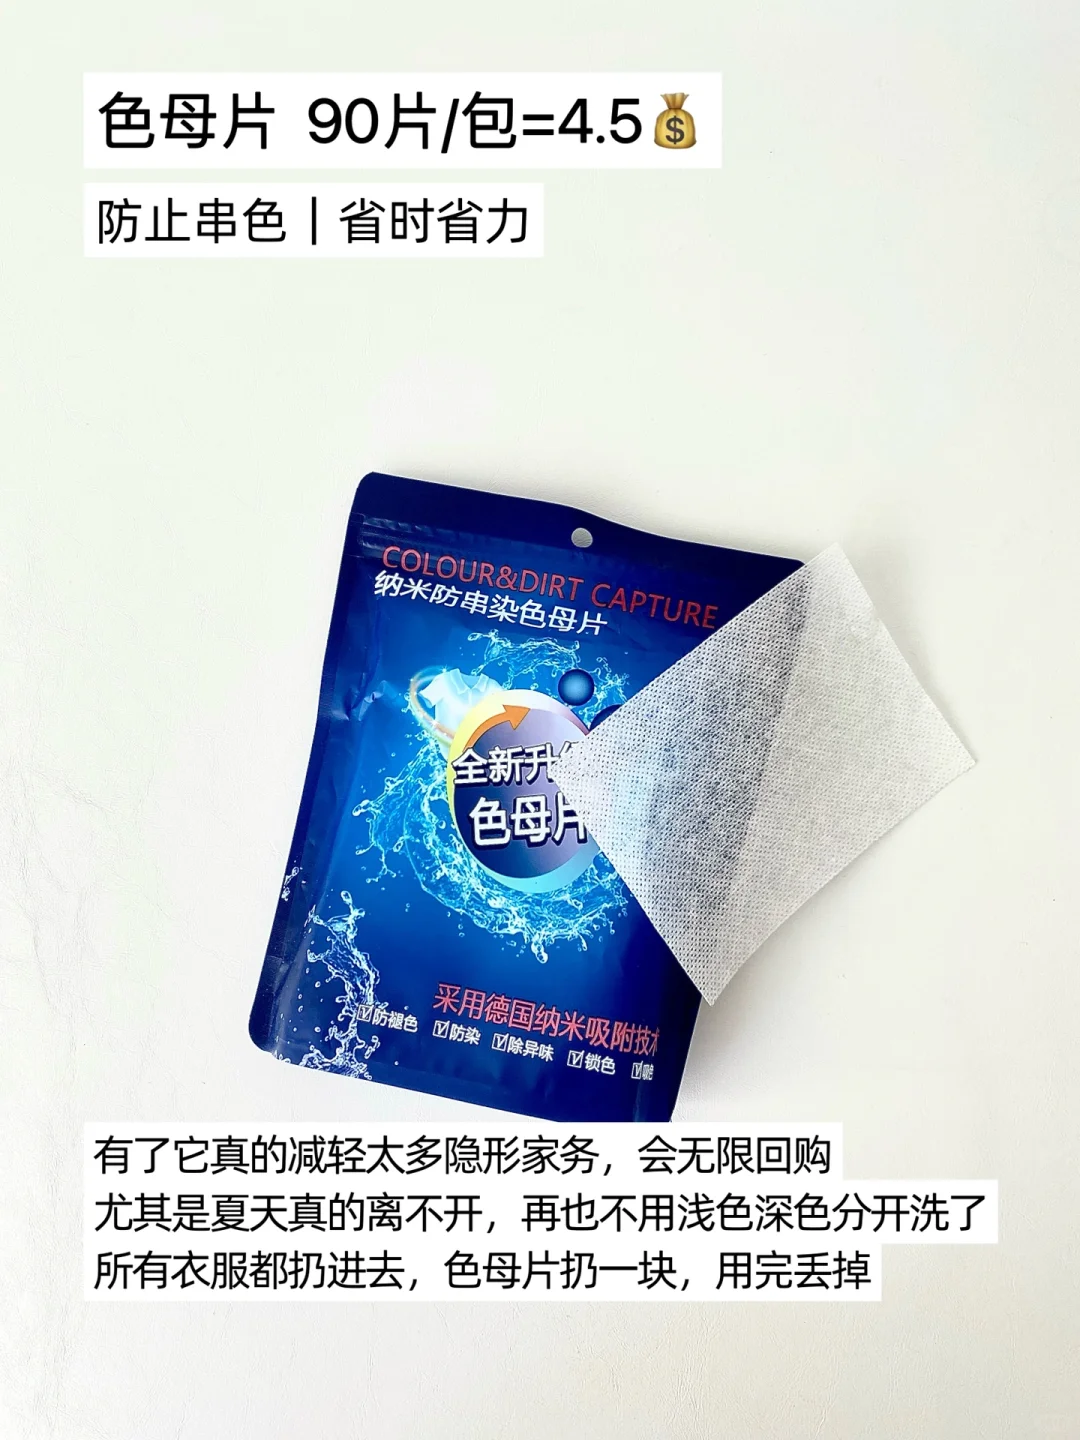 色母片 90片/包=4.5💰
防止串色｜省时省力
COLOUR&DIRT CAPTURE
纳米防串染色母片
全新升级
色母片
采用德国纳米吸附技术
☑防褪色 ☑防染 ☑除异味 ☑锁色 ☑吸色
有了它真的减轻太多隐形家务，会无限回购
尤其是夏天真的离不开，再也不用浅色深色分开洗了
所有衣服都扔进去，色母片扔一块，用完丢掉